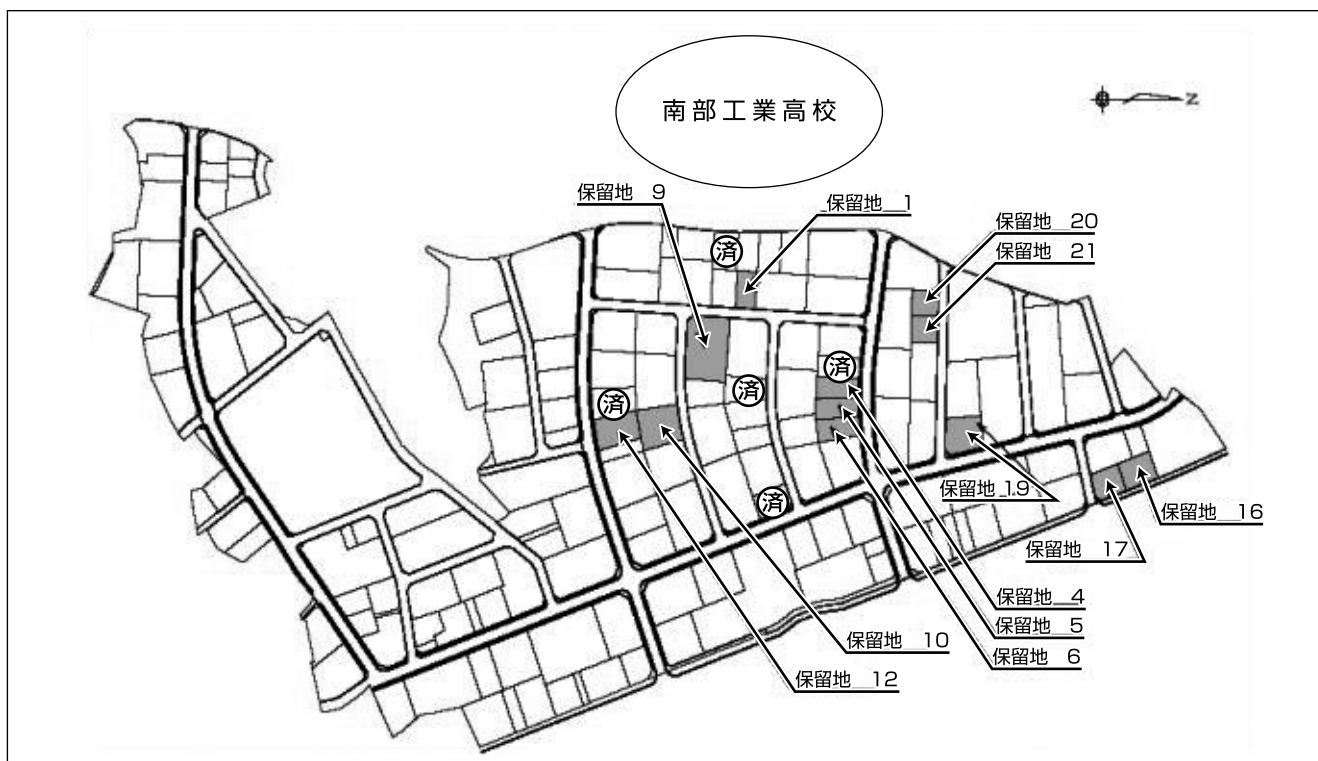 南部工業高校
Z
保留地 9
保留地 1
保留地 20
保留地 21
済
済
済
済
済
保留地 19
保留地 16
保留地 17
保留地 4
保留地 5
保留地 6
保留地 10
保留地 12